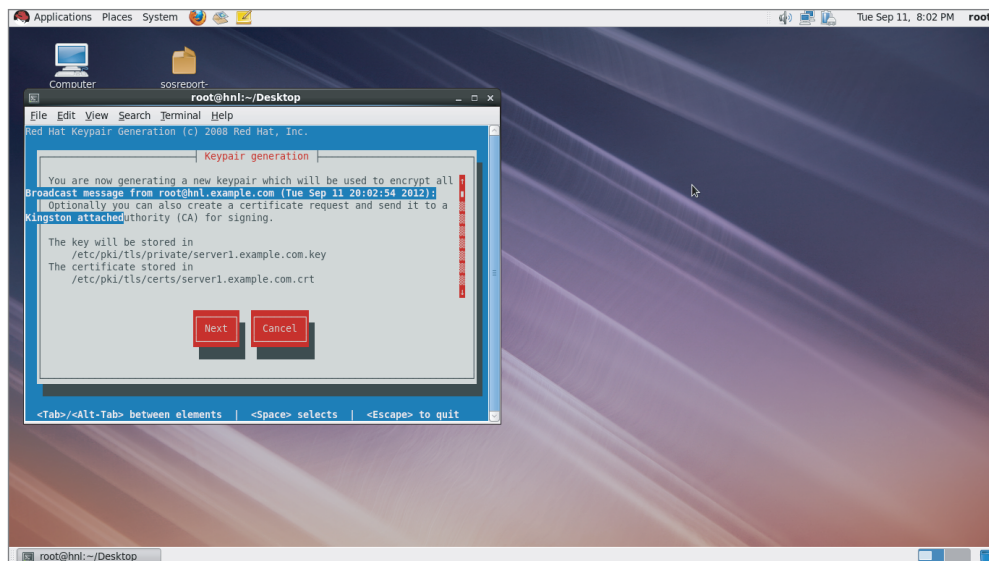 Applications Places System
Tue Sep 11, 8:02 PM root
Computer
sosreport-
root@hnl:~/Desktop
File Edit View Search Terminal Help
Red Hat Keypair Generation (c) 2008 Red Hat, Inc.
Keypair generation
You are now generating a new keypair which will be used to encrypt all
Broadcast message from root@hnl.example.com (Tue Sep 11 20:02:54 2012):
Optionally you can also create a certificate request and send it to a
Kingston attacheduthority (CA) for signing.
The key will be stored in
/etc/pki/tls/private/server1.example.com.key
The certificate stored in
/etc/pki/tls/certs/server1.example.com.crt
Next Cancel
<Tab>/<Alt-Tab> between elements | <Space> selects | <Escape> to quit
root@hnl:~/Desktop